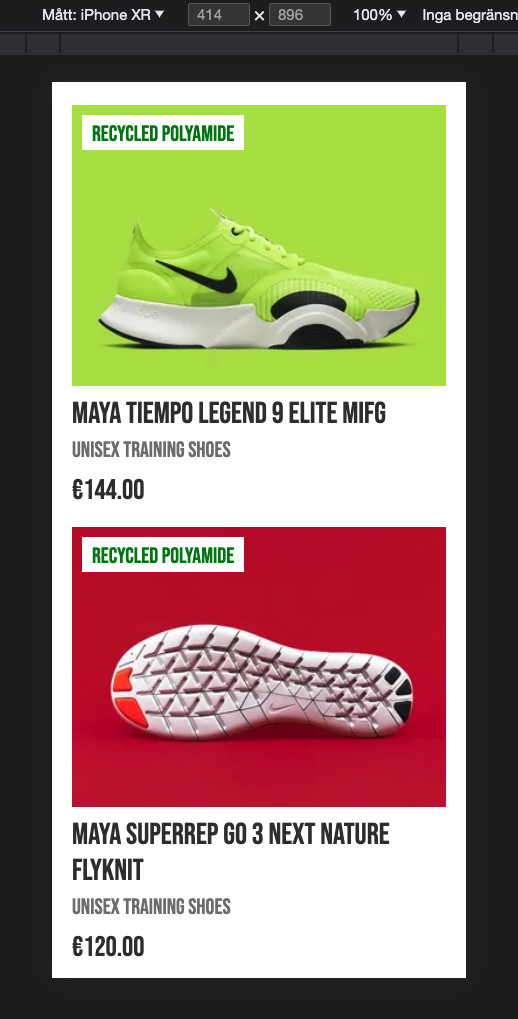 Mått: iPhone XR ▼ 414 × 896 100% ▼ Inga begränsn
RECYCLED POLYAMIDE
MAYA TIEMPO LEGEND 9 ELITE MIFG
UNISEX TRAINING SHOES
€144.00
RECYCLED POLYAMIDE
MAYA SUPERREP GO 3 NEXT NATURE
FLYKNIT
UNISEX TRAINING SHOES
€120.00